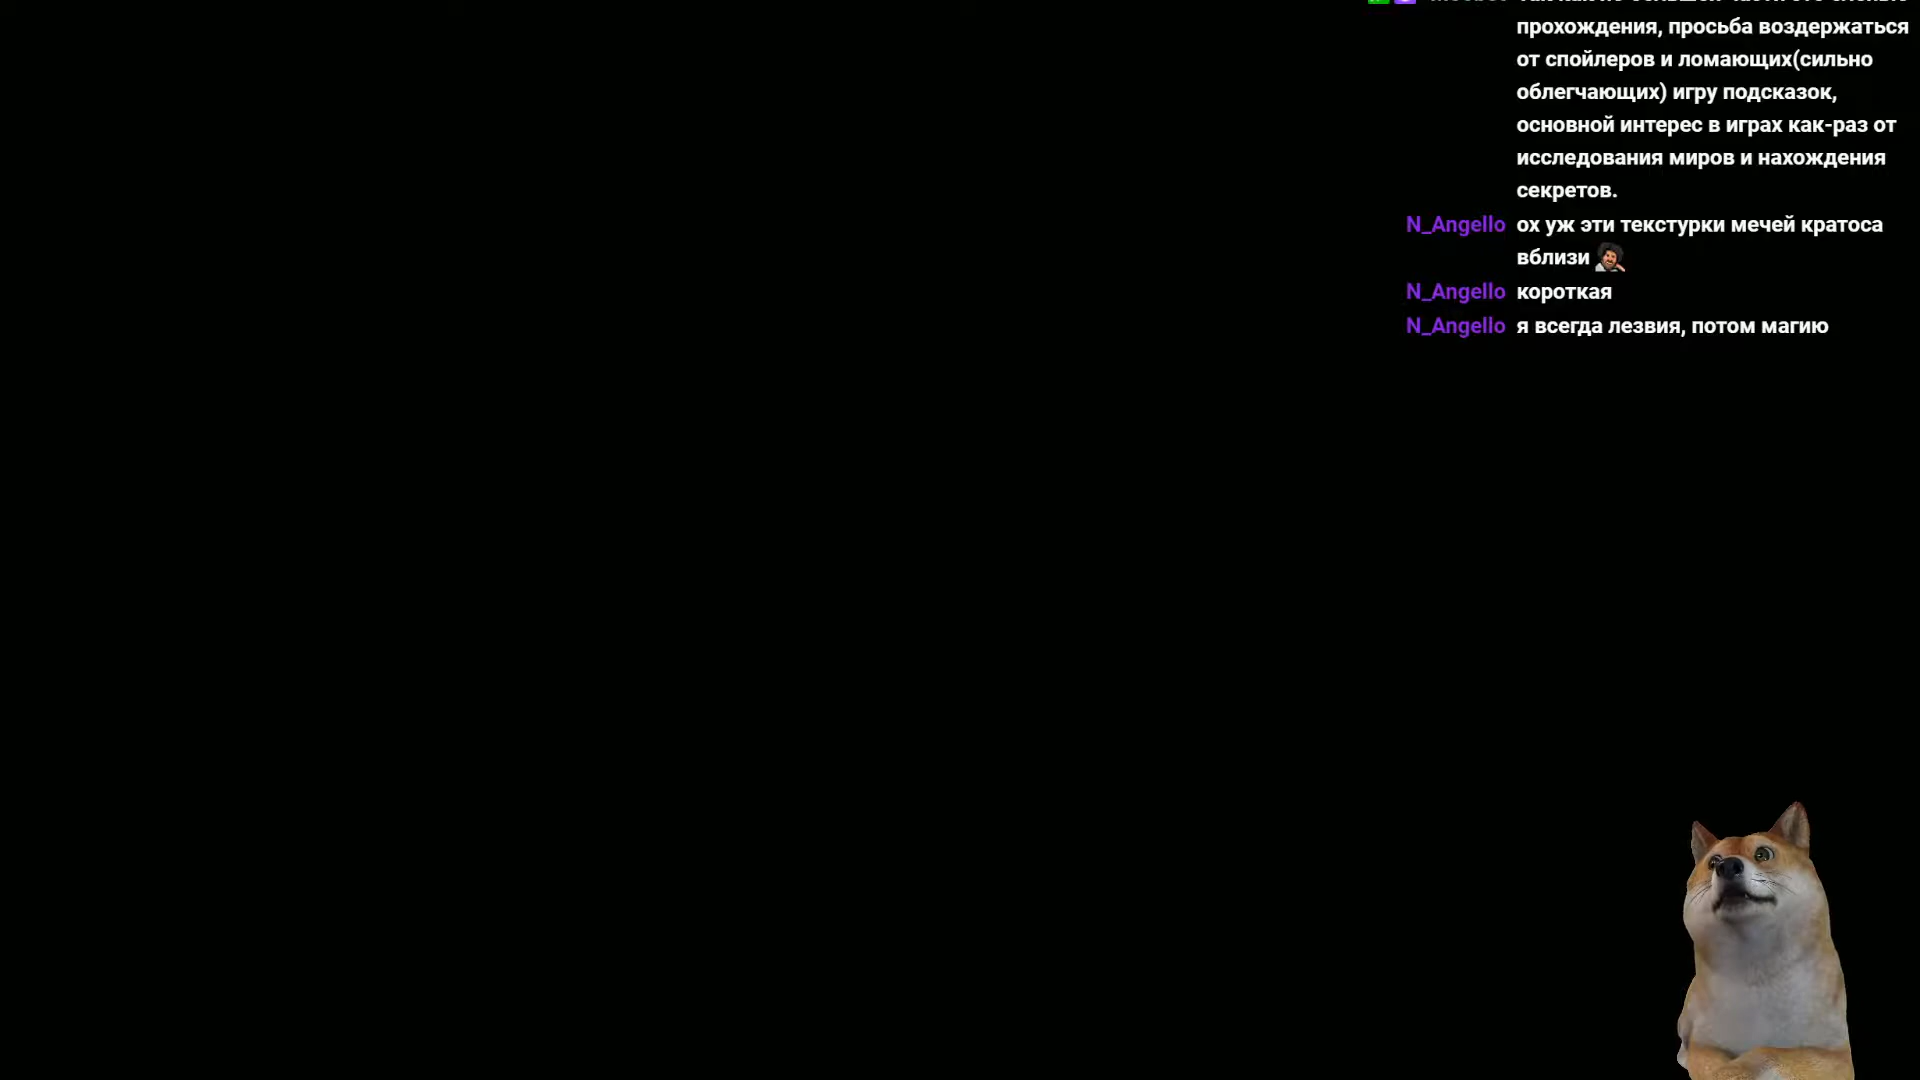 прохождения, просьба воздержаться
от спойлеров и ломающих(сильно
облегчающих) игру подсказок,
основной интерес в играх как-раз от
исследования миров и нахождения
секретов.
N_Angello ох уж эти текстурки мечей кратоса
вблизи
N_Angello короткая
N_Angello я всегда лезвия, потом магию